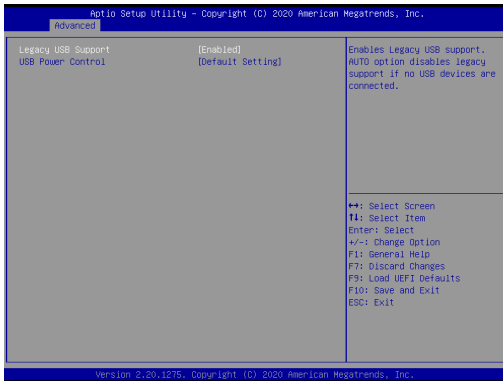 Aptio Setup Utility – Copyright (C) 2020 American Megatrends, Inc.
Advanced
Legacy USB Support [Enabled]
USB Power Control [Default Setting]
Enables Legacy USB support.
AUTO option disables legacy
support if no USB devices are
connected.
↔: Select Screen
↑↓: Select Item
Enter: Select
+/-: Change Option
F1: General Help
F7: Discard Changes
F9: Load UEFI Defaults
F10: Save and Exit
ESC: Exit
Version 2.20.1275. Copyright (C) 2020 American Megatrends, Inc.